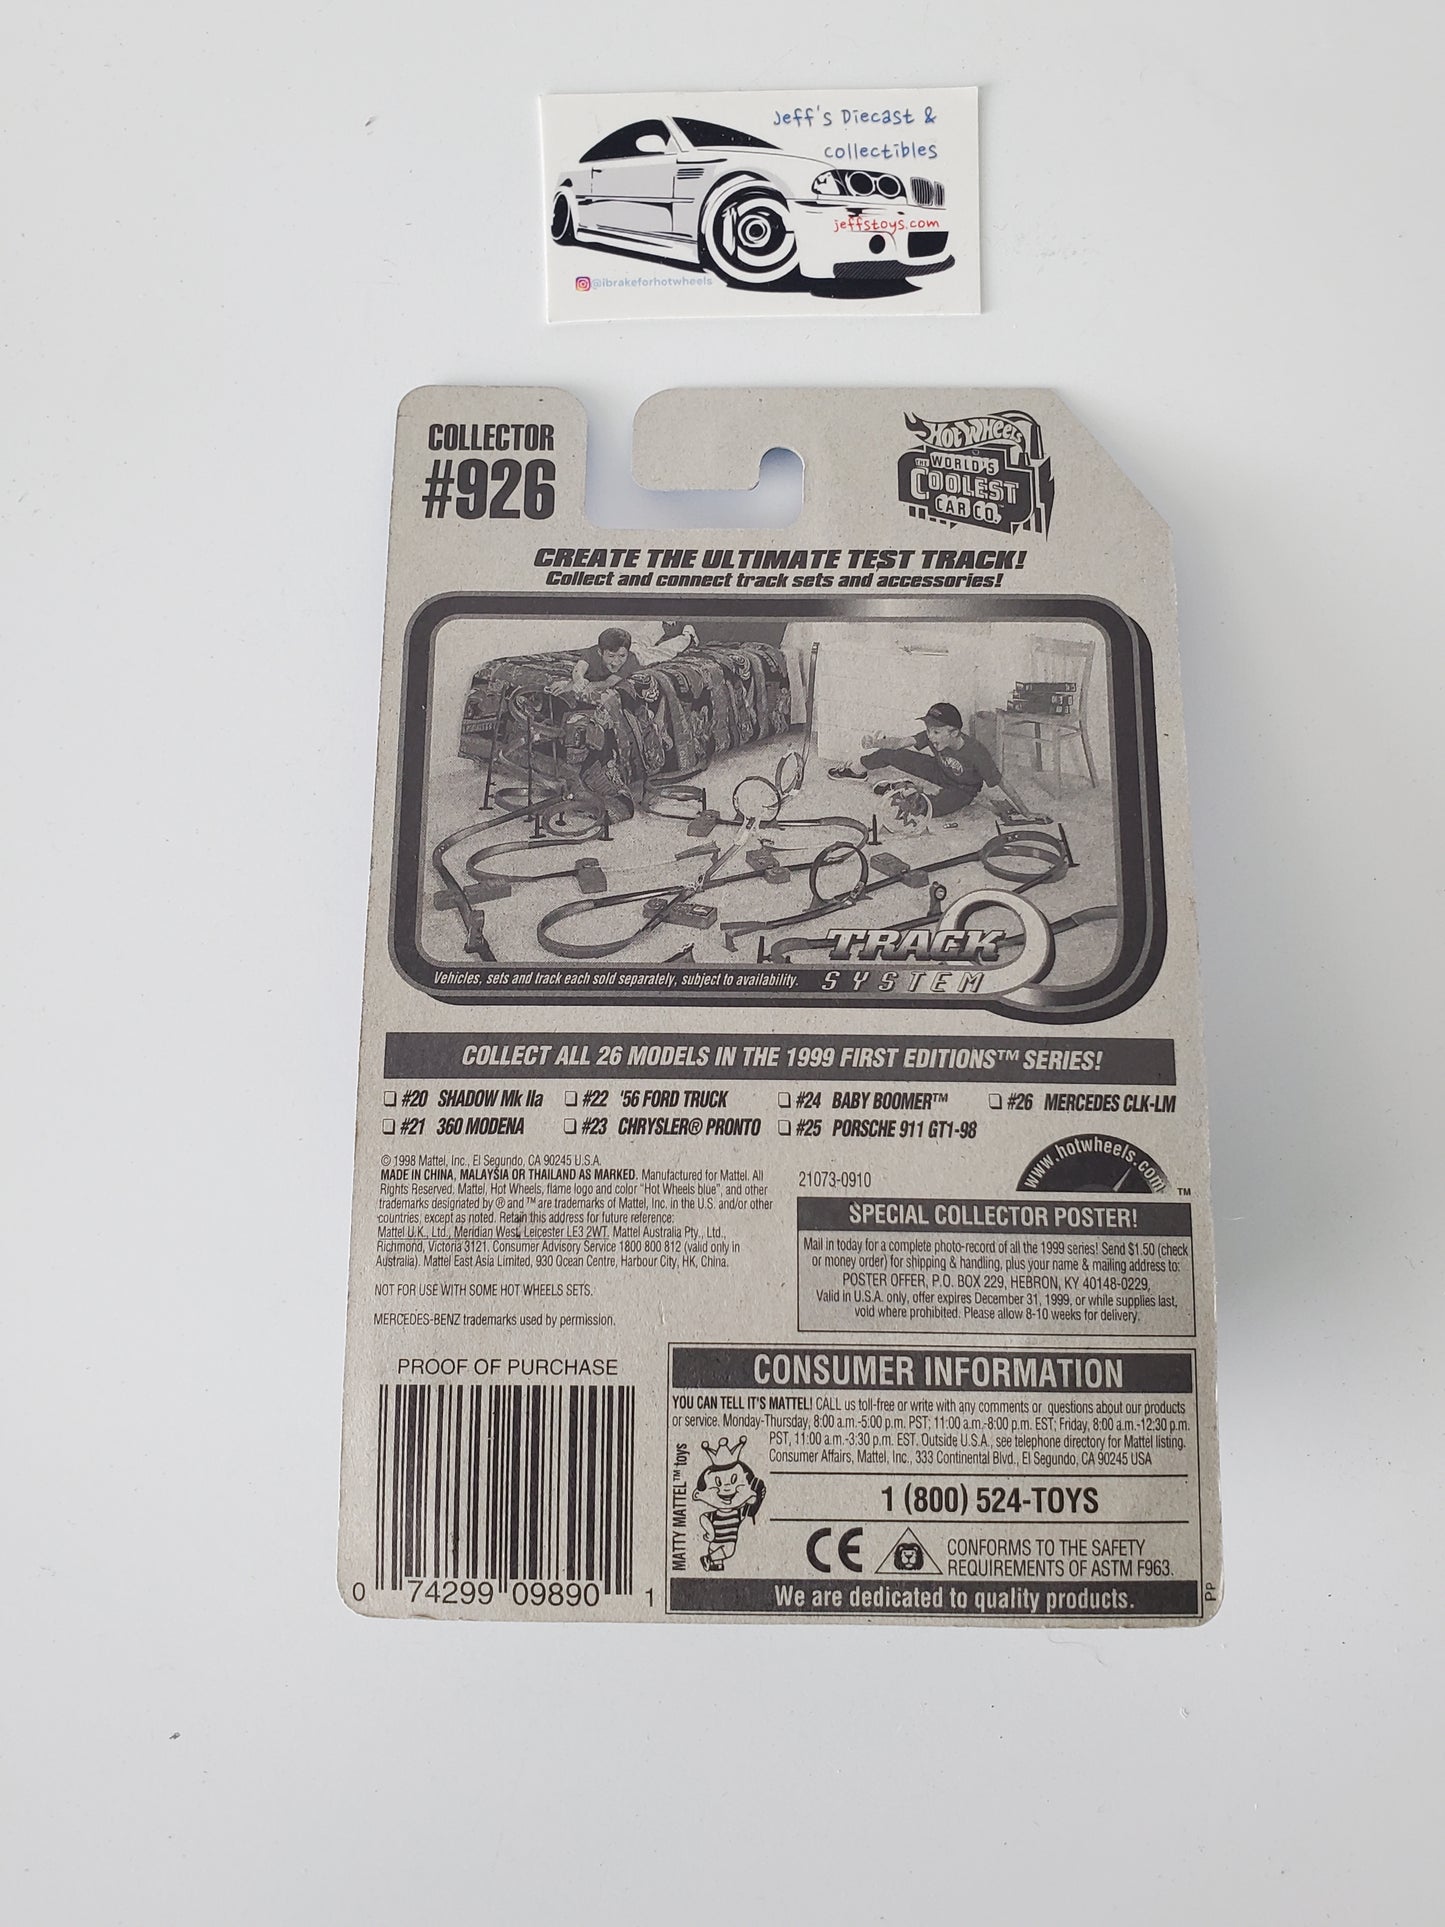 Jeff's Diecast &
collectibles
jeffstoys.com
@ibrakeforhotwheels
COLLECTOR
#926
HOT WHEELS
THE WORLD'S
COOLEST
CAR CO.™
CREATE THE ULTIMATE TEST TRACK!
Collect and connect track sets and accessories!
TRACK
SYSTEM
Vehicles, sets and track each sold separately, subject to availability.
COLLECT ALL 26 MODELS IN THE 1999 FIRST EDITIONS™ SERIES!
#20 SHADOW Mk IIa #22 '56 FORD TRUCK #24 BABY BOOMER™ #26 MERCEDES CLK-LM
#21 360 MODENA #23 CHRYSLER® PRONTO #25 PORSCHE 911 GT1-98
© 1998 Mattel, Inc., El Segundo, CA 90245 U.S.A.
MADE IN CHINA, MALAYSIA OR THAILAND AS MARKED. Manufactured for Mattel. All
Rights Reserved. Mattel, Hot Wheels, flame logo and color "Hot Wheels blue", and other
trademarks designated by ® and ™ are trademarks of Mattel, Inc. in the U.S. and/or other
countries, except as noted. Retain this address for future reference:
Mattel U.K., Ltd., Meridian West, Leicester LE3 2WT. Mattel Australia Pty., Ltd.,
Richmond, Victoria 3121. Consumer Advisory Service 1800 800 812 (valid only in
Australia). Mattel East Asia Limited, 930 Ocean Centre, Harbour City, HK, China.
NOT FOR USE WITH SOME HOT WHEELS SETS.
MERCEDES-BENZ trademarks used by permission.
21073-0910
www.hotwheels.com
™
SPECIAL COLLECTOR POSTER!
Mail in today for a complete photo-record of all the 1999 series! Send $1.50 (check
or money order) for shipping & handling, plus your name & mailing address to:
POSTER OFFER, P.O. BOX 229, HEBRON, KY 40148-0229,
Valid in U.S.A. only, offer expires December 31, 1999, or while supplies last,
void where prohibited. Please allow 8-10 weeks for delivery.
PROOF OF PURCHASE
0 74299 09890 1
CONSUMER INFORMATION
YOU CAN TELL IT'S MATTEL! CALL us toll-free or write with any comments or questions about our products
or service. Monday-Thursday, 8:00 a.m.-5:00 p.m. PST; 11:00 a.m.-8:00 p.m. EST; Friday, 8:00 a.m.-12:30 p.m.
PST, 11:00 a.m.-3:30 p.m. EST. Outside U.S.A., see telephone directory for Mattel listing.
Consumer Affairs, Mattel, Inc., 333 Continental Blvd., El Segundo, CA 90245 USA
MATTY MATTEL™ toys
1 (800) 524-TOYS
CE
CONFORMS TO THE SAFETY
REQUIREMENTS OF ASTM F963.
We are dedicated to quality products.
PP